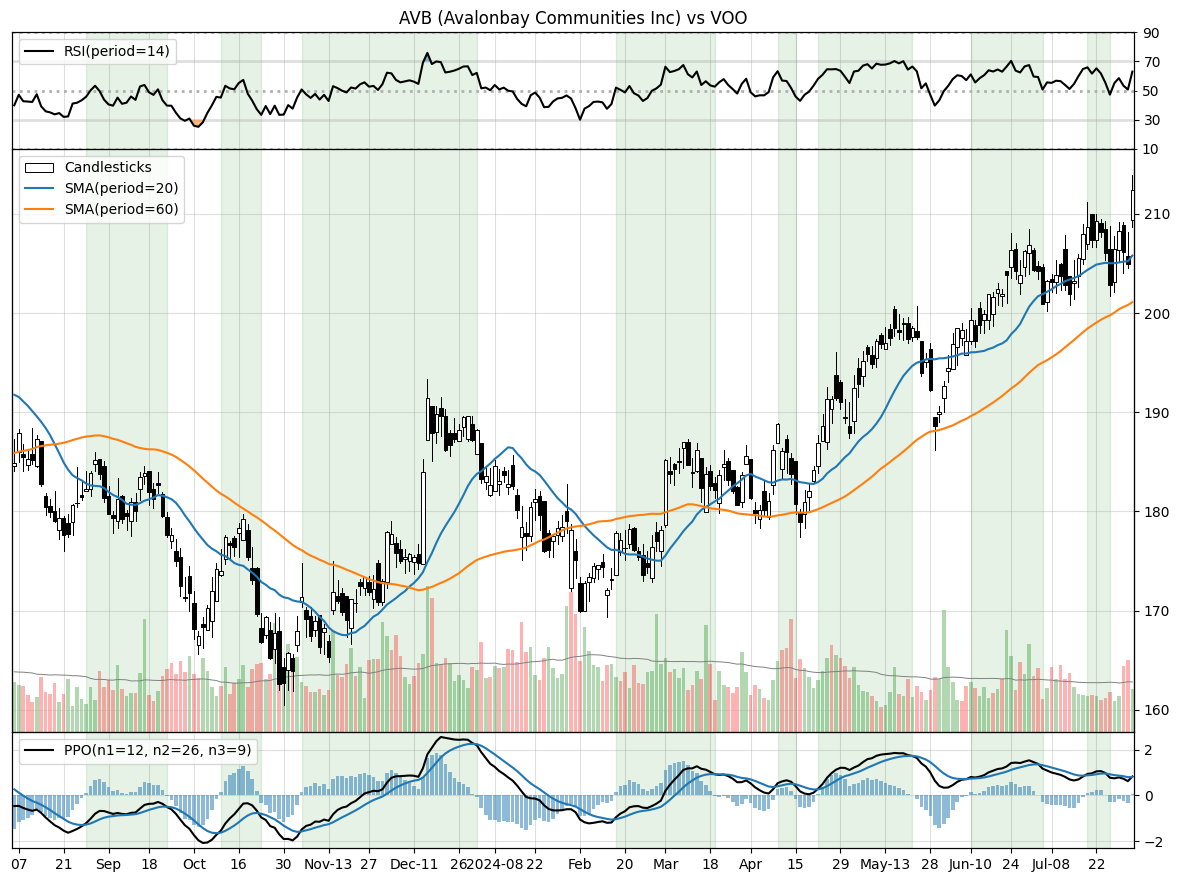 AVB (Avalonbay Communities Inc) vs VOO
RSI(period=14)
90
70
50
30
10
Candlesticks
SMA(period=20)
SMA(period=60)
210
200
190
180
170
160
PPO(n1=12, n2=26, n3=9)
2
0
−2
07 21 Sep 18 Oct 16 30 Nov-13 27 Dec-11 26 2024-08 22 Feb 20 Mar 18 Apr 15 29 May-13 28 Jun-10 24 Jul-08 22